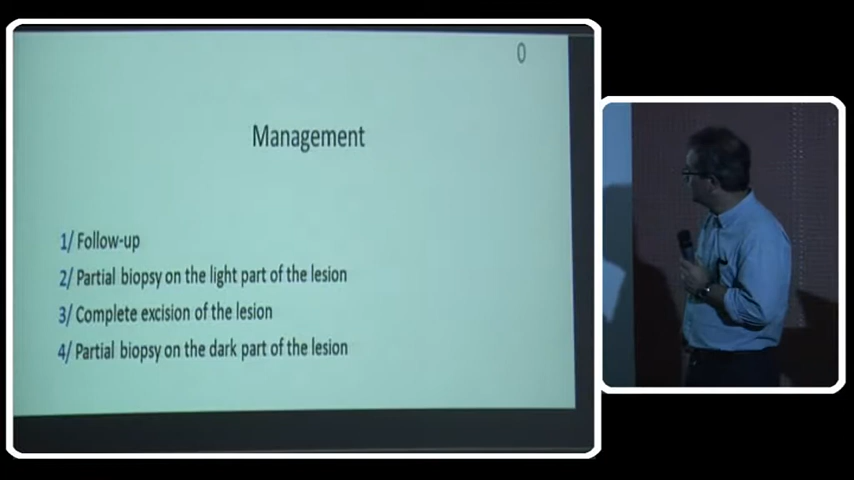 0
Management
1/ Follow-up
2/ Partial biopsy on the light part of the lesion
3/ Complete excision of the lesion
4/ Partial biopsy on the dark part of the lesion